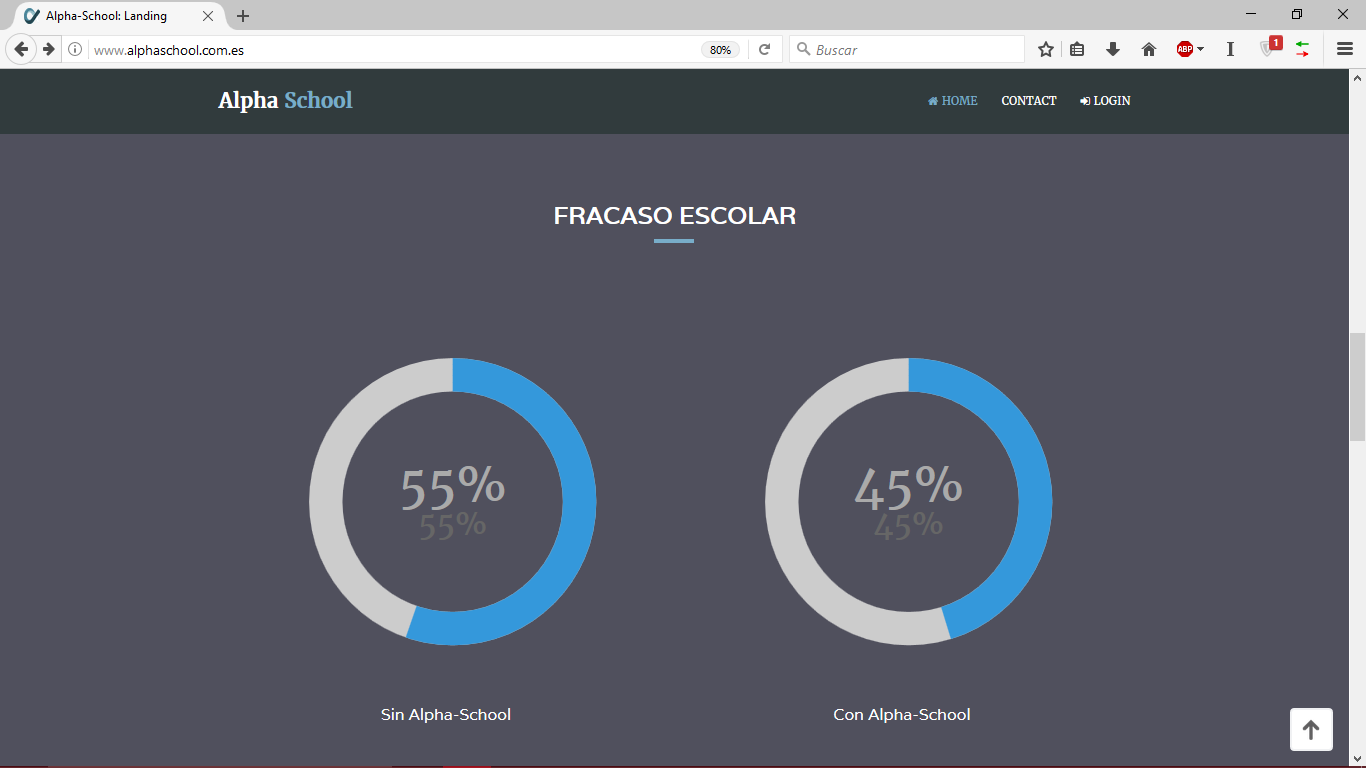 Alpha-School: Landing
www.alphaschool.com.es
80%
Buscar
ABP
1
Alpha School
HOME
CONTACT
LOGIN
FRACASO ESCOLAR
55%
55%
45%
45%
Sin Alpha-School
Con Alpha-School